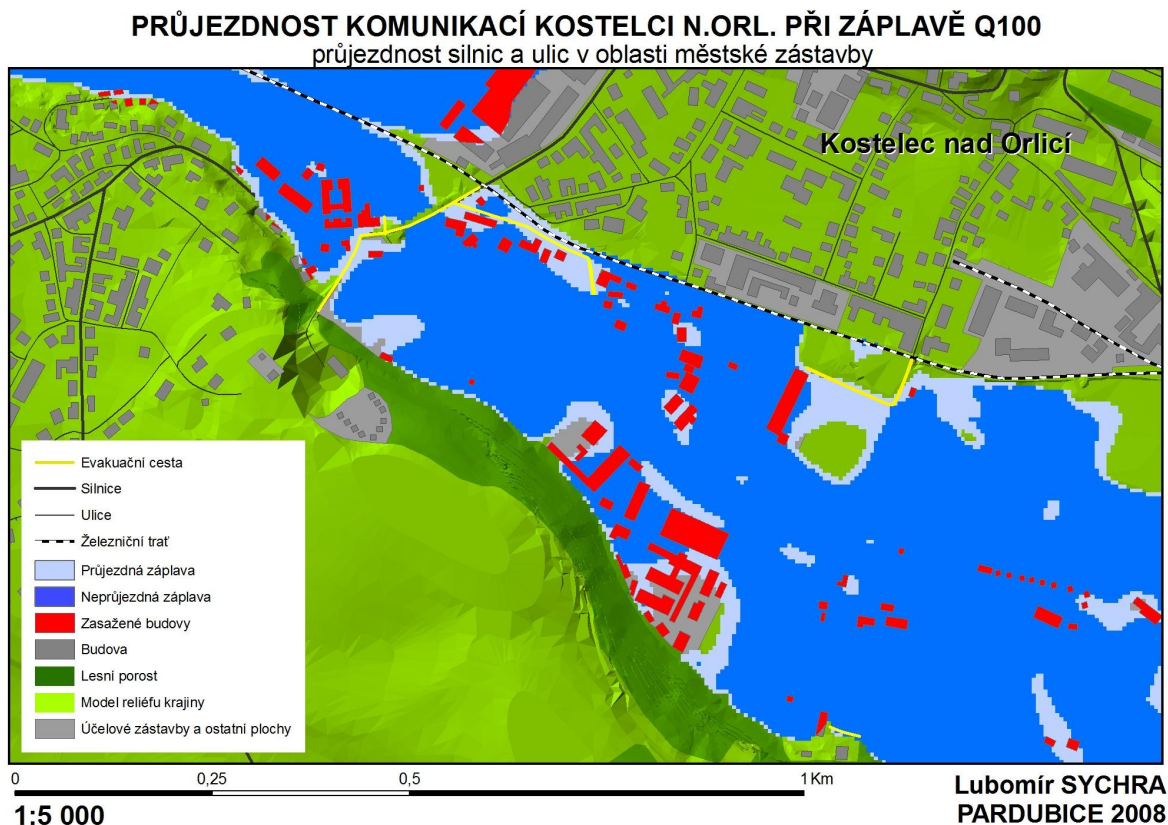 PRŮJEZDNOST KOMUNIKACÍ KOSTELCI N.ORL. PŘI ZÁPLAVĚ Q100
průjezdnost silnic a ulic v oblasti městské zástavby
Kostelec nad Orlicí
Evakuační cesta
Silnice
Ulice
Železniční trať
Průjezdná záplava
Neprůjezdná záplava
Zasažené budovy
Budova
Lesní porost
Model reliéfu krajiny
Účelové zástavby a ostatní plochy
0 0,25 0,5 1 Km
1:5 000
Lubomír SYCHRA
PARDUBICE 2008